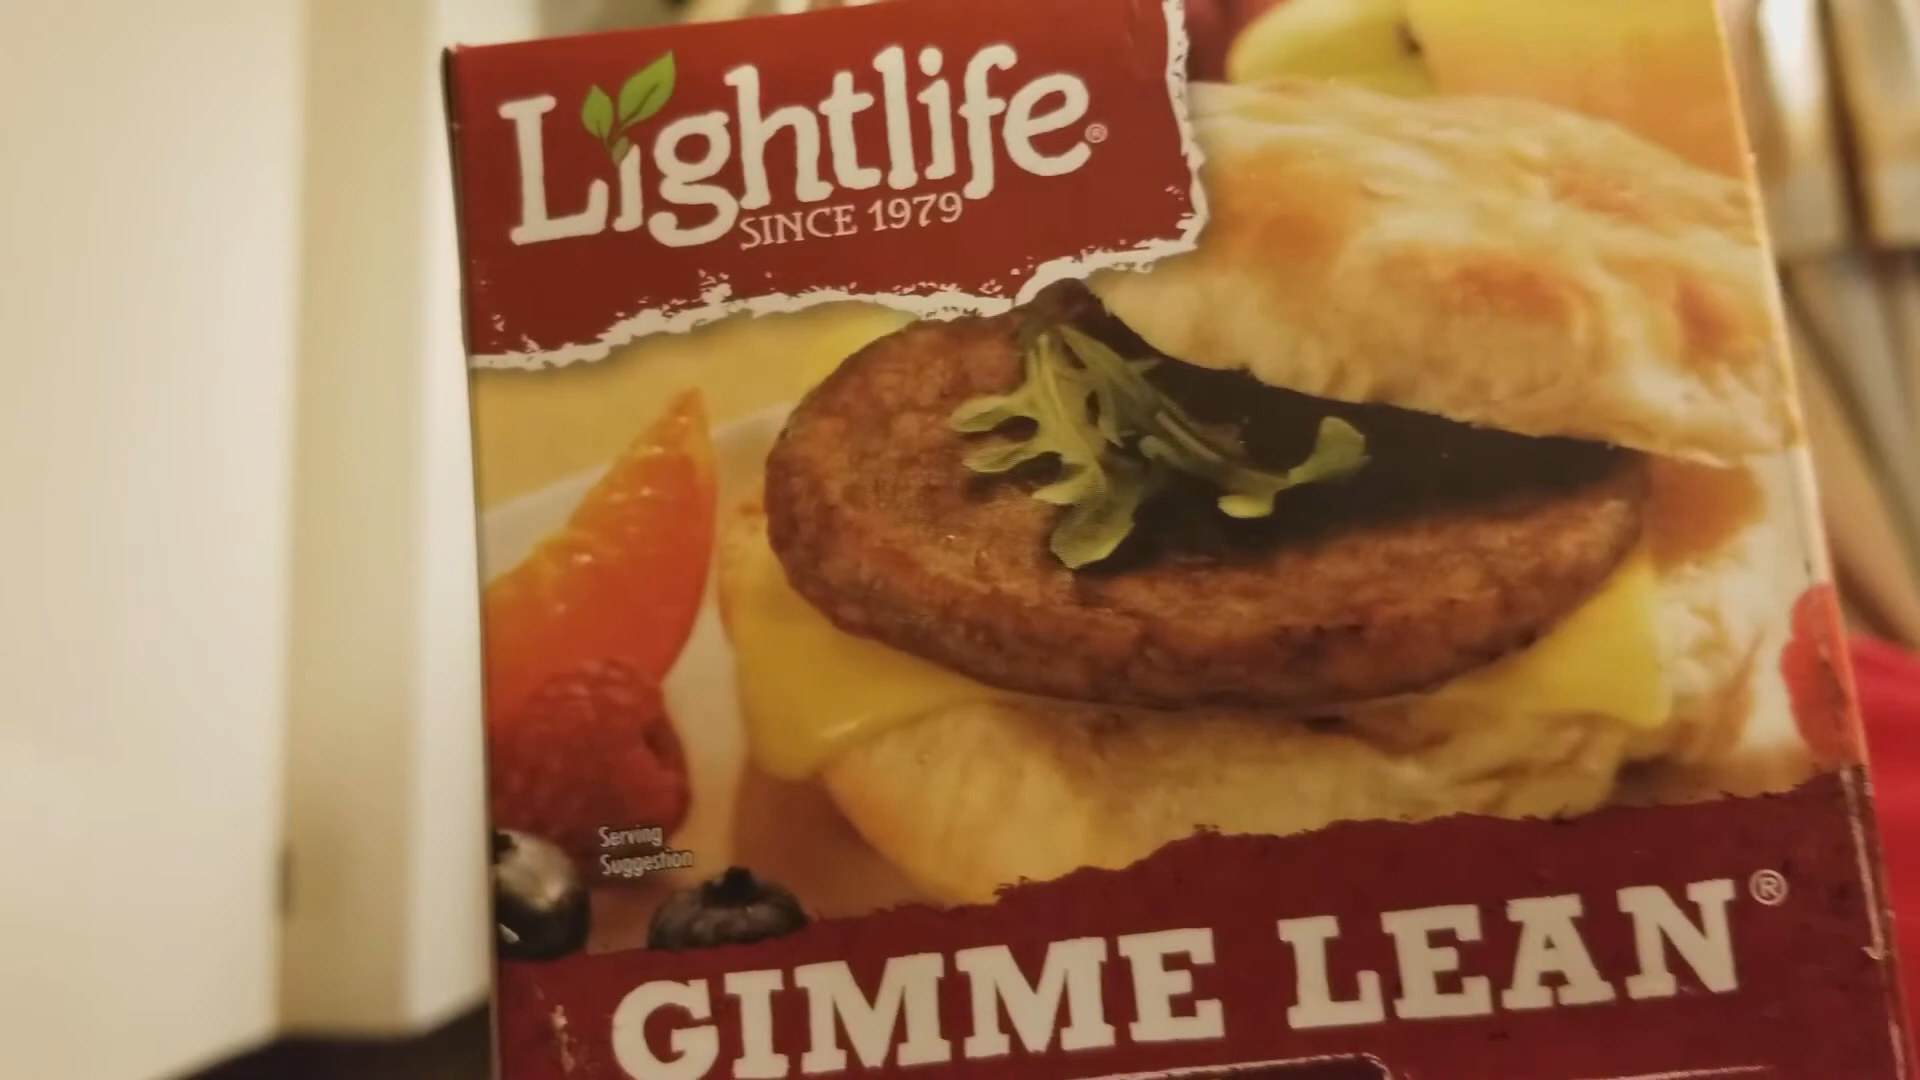 Lightlife®
SINCE 1979
Serving
Suggestion
GIMME LEAN®